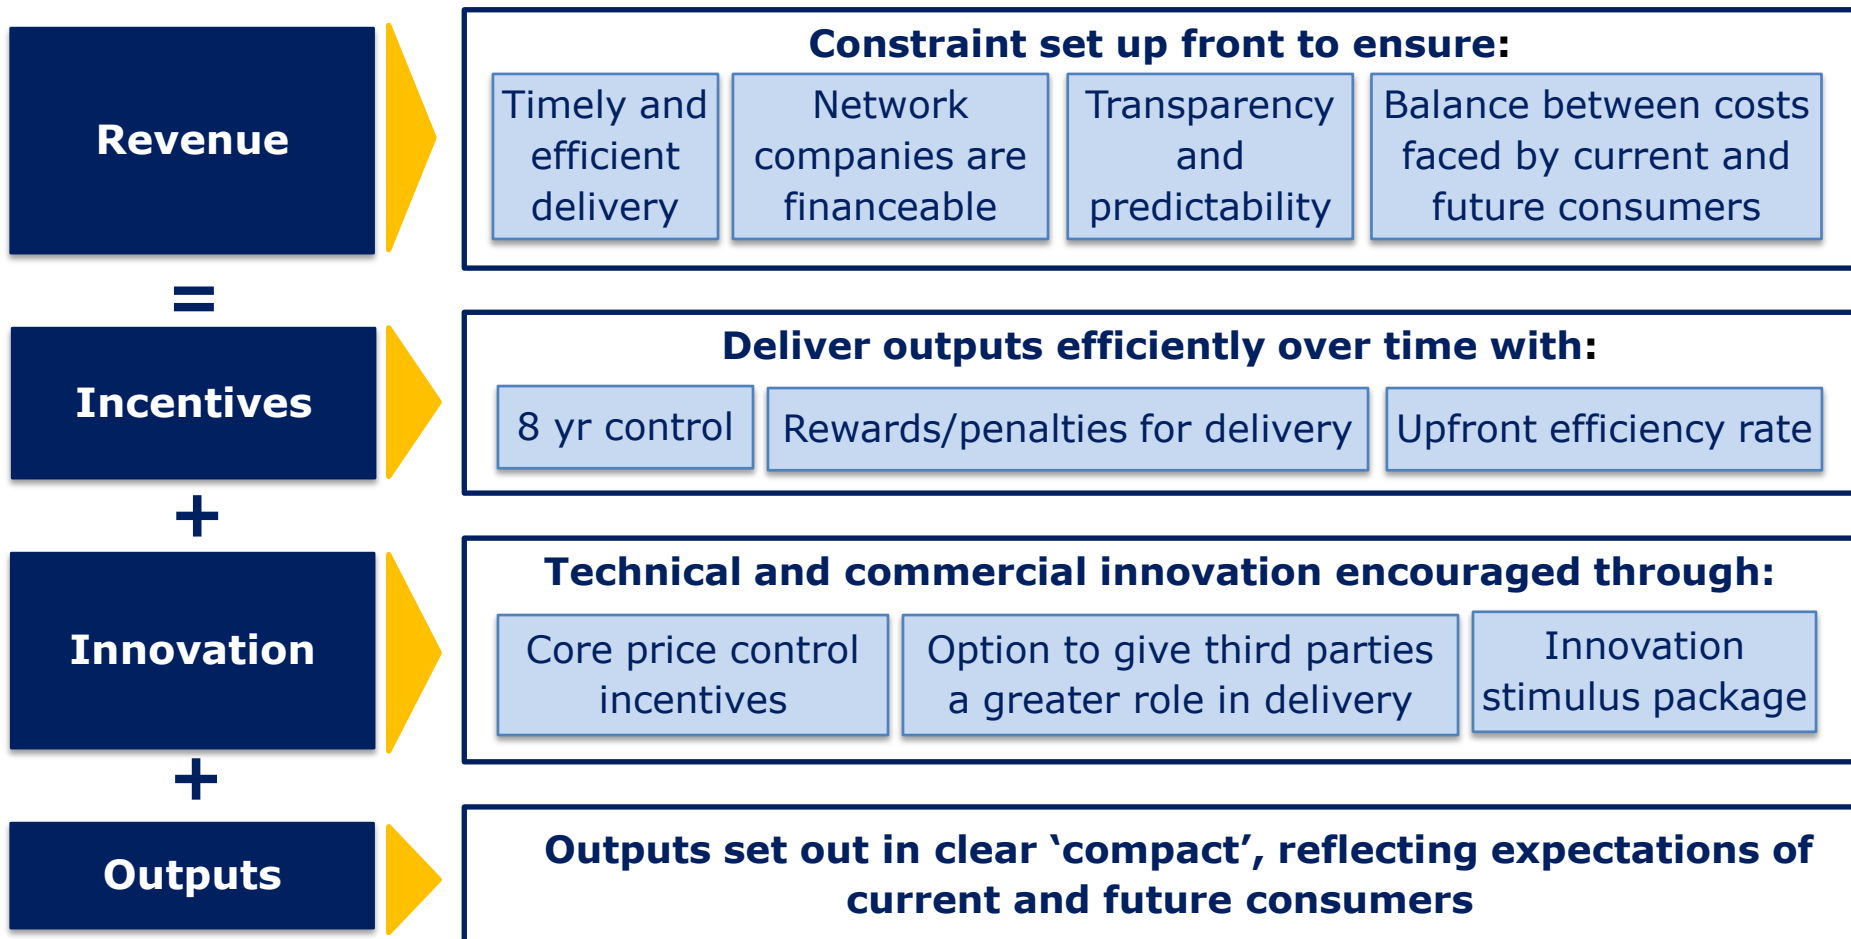 Revenue
Constraint set up front to ensure:
Timely and
efficient
delivery
Network
companies are
financeable
Transparency
and
predictability
Balance between costs
faced by current and
future consumers
=
Incentives
Deliver outputs efficiently over time with:
8 yr control
Rewards/penalties for delivery
Upfront efficiency rate
+
Innovation
Technical and commercial innovation encouraged through:
Core price control
incentives
Option to give third parties
a greater role in delivery
Innovation
stimulus package
+
Outputs
Outputs set out in clear ‘compact’, reflecting expectations of
current and future consumers